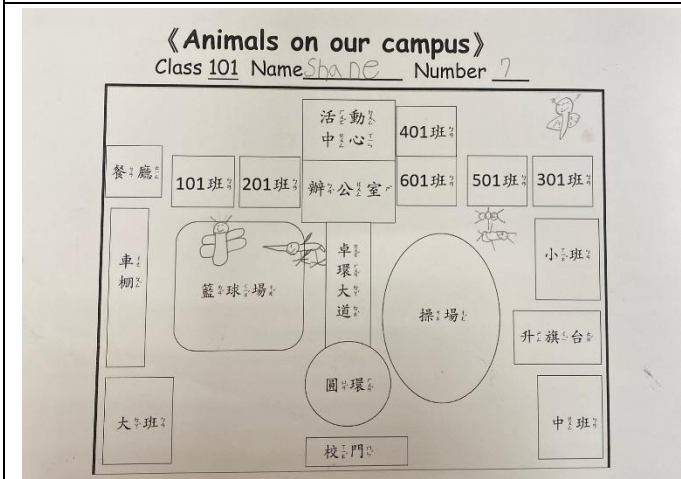 《Animals on our campus》
Class 101 Name Shane Number 7
活動
中心
401班
餐廳
101班
201班
辦公室
601班
501班
301班
車棚
籃球場
卓環大道
操場
小班
升旗台
圓環
大班
中班
校門